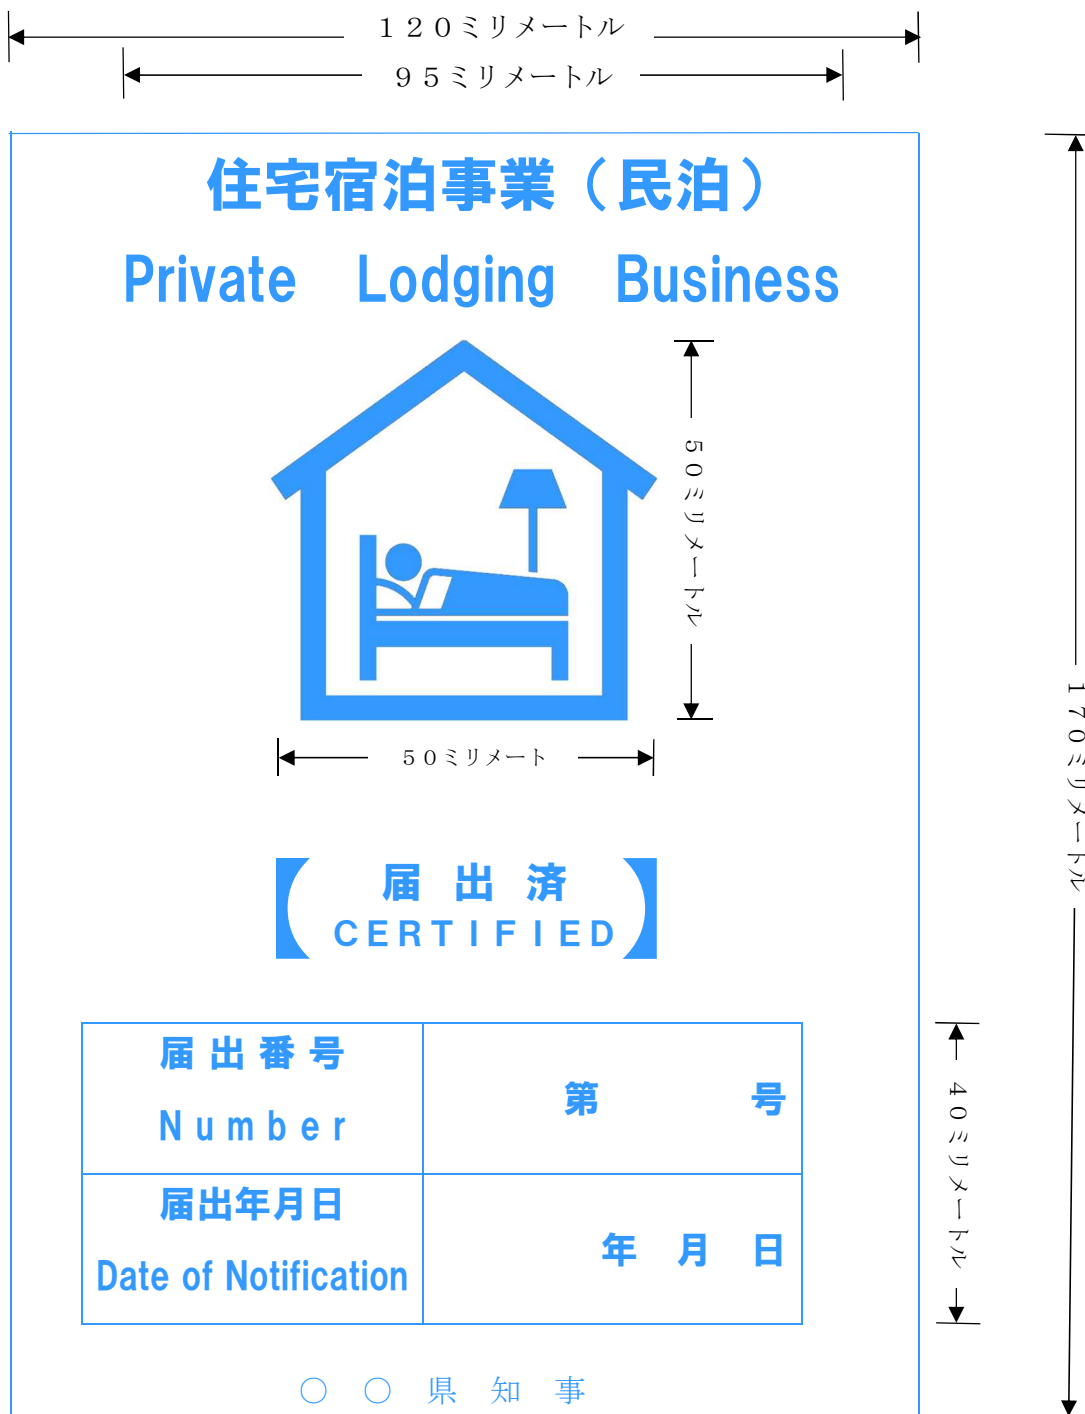 120ミリメートル
95ミリメートル
住宅宿泊事業（民泊）
Private Lodging Business
50ミリメートル
50ミリメート
170ミリメートル
届出済
CERTIFIED
届出番号
Number
第 号
届出年月日
Date of Notification
年 月 日
40ミリメートル
○○県知事